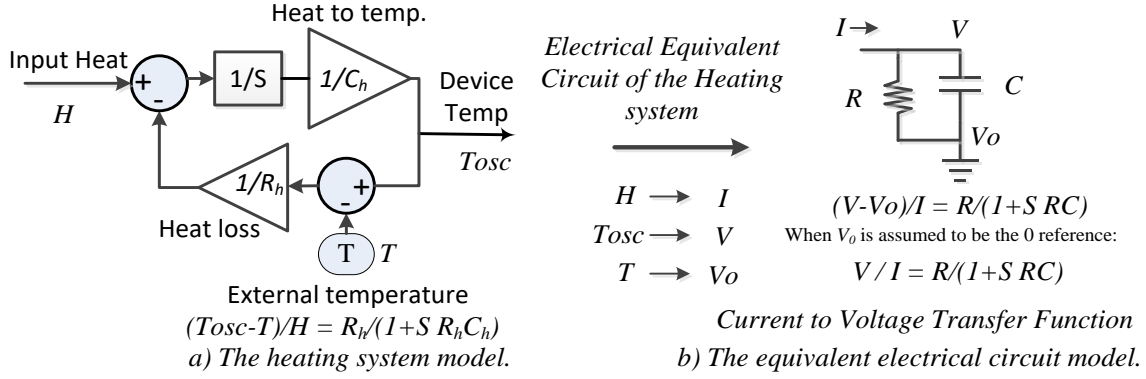 Heat to temp.
Input Heat
H
+
-
1/S
1/Ch
Device
Temp
Tosc
1/Rh
+
-
Heat loss
T
T
External temperature
(Tosc-T)/H = Rh/(1+S RhCh)
a) The heating system model.
Electrical Equivalent
Circuit of the Heating
system
H → I
Tosc → V
T → Vo
I →
V
R
C
Vo
(V-Vo)/I = R/(1+S RC)
When V0 is assumed to be the 0 reference:
V / I = R/(1+S RC)
Current to Voltage Transfer Function
b) The equivalent electrical circuit model.